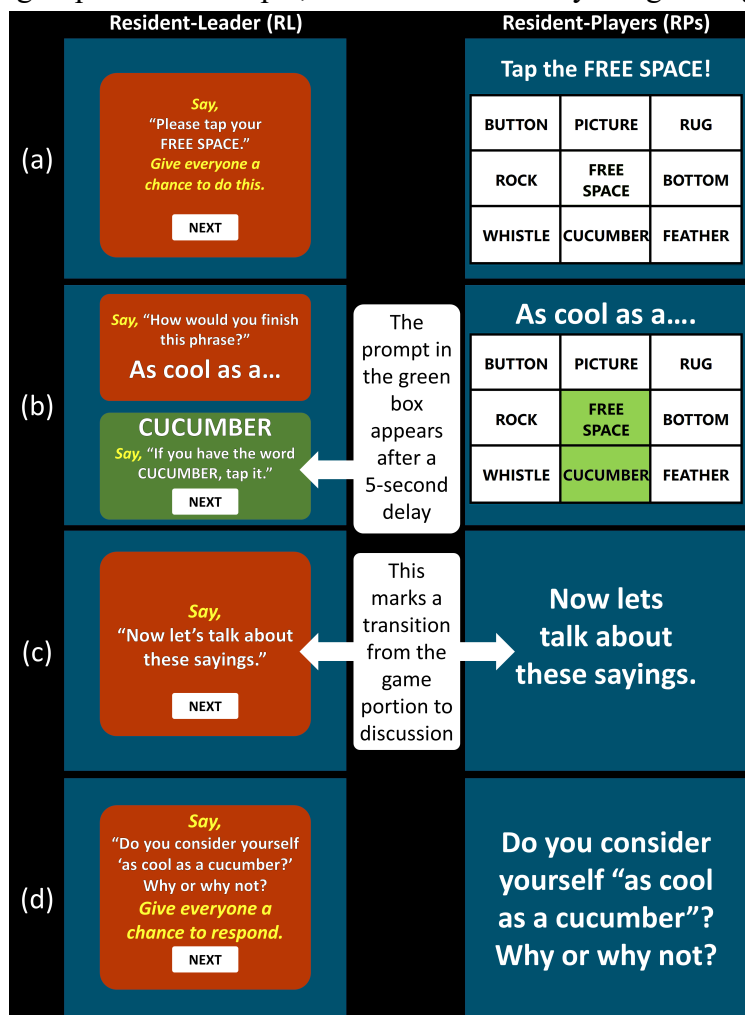 Resident-Leader (RL)
Resident-Players (RPs)
(a)
Say,
“Please tap your
FREE SPACE.”
Give everyone a
chance to do this.
NEXT
Tap the FREE SPACE!
BUTTON PICTURE RUG
ROCK FREE SPACE BOTTOM
WHISTLE CUCUMBER FEATHER
(b)
Say, “How would you finish
this phrase?”
As cool as a...
CUCUMBER
Say, “If you have the word
CUCUMBER, tap it.”
NEXT
The
prompt in
the green
box
appears
after a
5-second
delay
As cool as a....
BUTTON PICTURE RUG
ROCK FREE SPACE BOTTOM
WHISTLE CUCUMBER FEATHER
(c)
Say,
“Now let’s talk about
these sayings.”
NEXT
This
marks a
transition
from the
game
portion to
discussion
Now lets
talk about
these sayings.
(d)
Say,
“Do you consider yourself
‘as cool as a cucumber?’
Why or why not?
Give everyone a
chance to respond.
NEXT
Do you consider
yourself “as cool
as a cucumber”?
Why or why not?